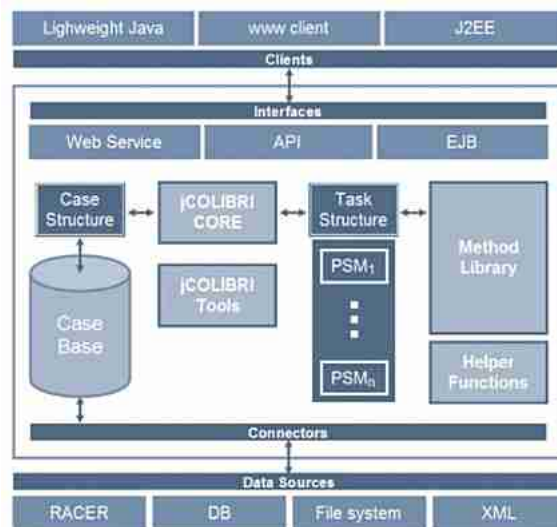 Lighweight Java
www client
J2EE
Clients
Interfaces
Web Service
API
EJB
Case
Structure
jCOLIBRI
CORE
Task
Structure
Method
Library
PSM1
jCOLIBRI
Tools
Case
Base
Helper
Functions
PSMn
Connectors
Data Sources
RACER
DB
File system
XML